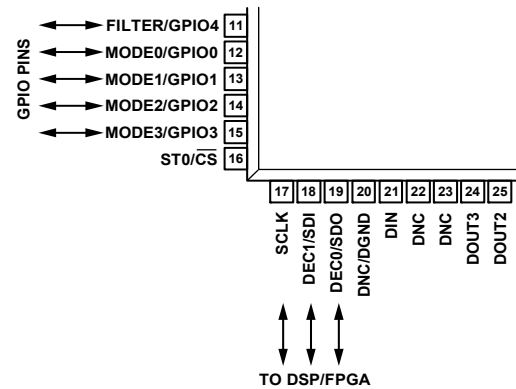 GPIO PINS
FILTER/GPIO4 11
MODE0/GPIO0 12
MODE1/GPIO1 13
MODE2/GPIO2 14
MODE3/GPIO3 15
ST0/CS 16
17 18 19 20 21 22 23 24 25
SCLK
DEC1/SDI
DEC0/SDO
DNC/DGND
DIN
DNC
DNC
DOUT3
DOUT2
TO DSP/FPGA